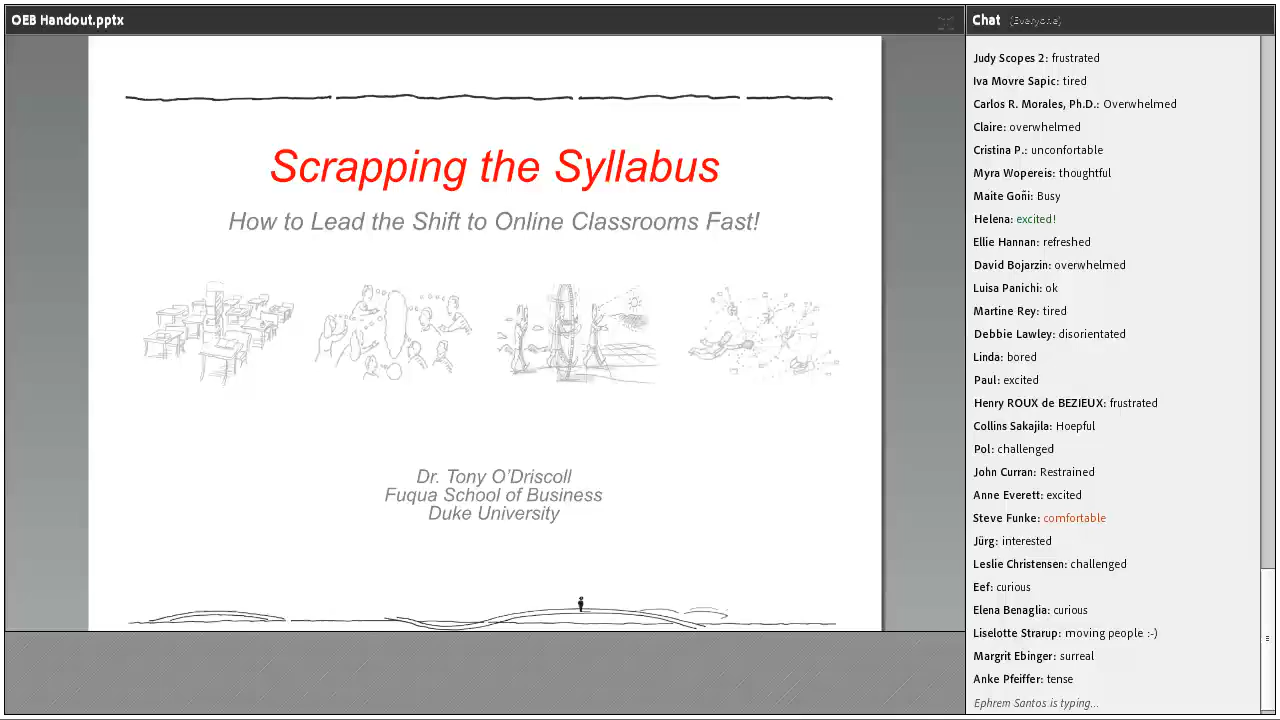 OEB Handout.pptx
Scrapping the Syllabus
How to Lead the Shift to Online Classrooms Fast!
Dr. Tony O'Driscoll
Fuqua School of Business
Duke University
Chat (Everyone)
Judy Scopes 2: frustrated
Iva Movre Sapic: tired
Carlos R. Morales, Ph.D.: Overwhelmed
Claire: overwhelmed
Cristina P.: unconfortable
Myra Wopereis: thoughtful
Maite Goñi: Busy
Helena: excited!
Ellie Hannan: refreshed
David Bojarzin: overwhelmed
Luisa Panichi: ok
Martine Rey: tired
Debbie Lawley: disorientated
Linda: bored
Paul: excited
Henry ROUX de BEZIEUX: frustrated
Collins Sakajila: Hoepful
Pol: challenged
John Curran: Restrained
Anne Everett: excited
Steve Funke: comfortable
Jürg: interested
Leslie Christensen: challenged
Eef: curious
Elena Benaglia: curious
Liselotte Strarup: moving people :-)
Margrit Ebinger: surreal
Anke Pfeiffer: tense
Ephrem Santos is typing...